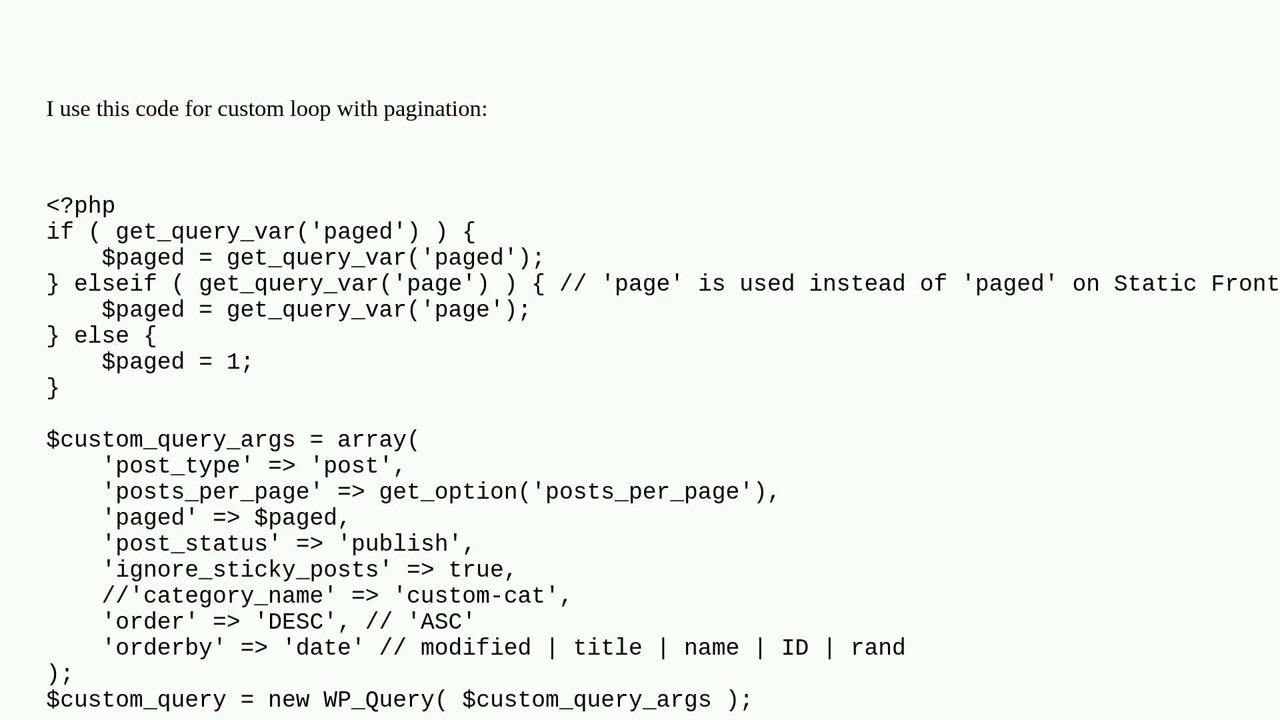 I use this code for custom loop with pagination:
<?php
if ( get_query_var('paged') ) {
    $paged = get_query_var('paged');
} elseif ( get_query_var('page') ) { // 'page' is used instead of 'paged' on Static Front
    $paged = get_query_var('page');
} else {
    $paged = 1;
}
$custom_query_args = array(
    'post_type' => 'post',
    'posts_per_page' => get_option('posts_per_page'),
    'paged' => $paged,
    'post_status' => 'publish',
    'ignore_sticky_posts' => true,
    //'category_name' => 'custom-cat',
    'order' => 'DESC', // 'ASC'
    'orderby' => 'date' // modified | title | name | ID | rand
);
$custom_query = new WP_Query( $custom_query_args );